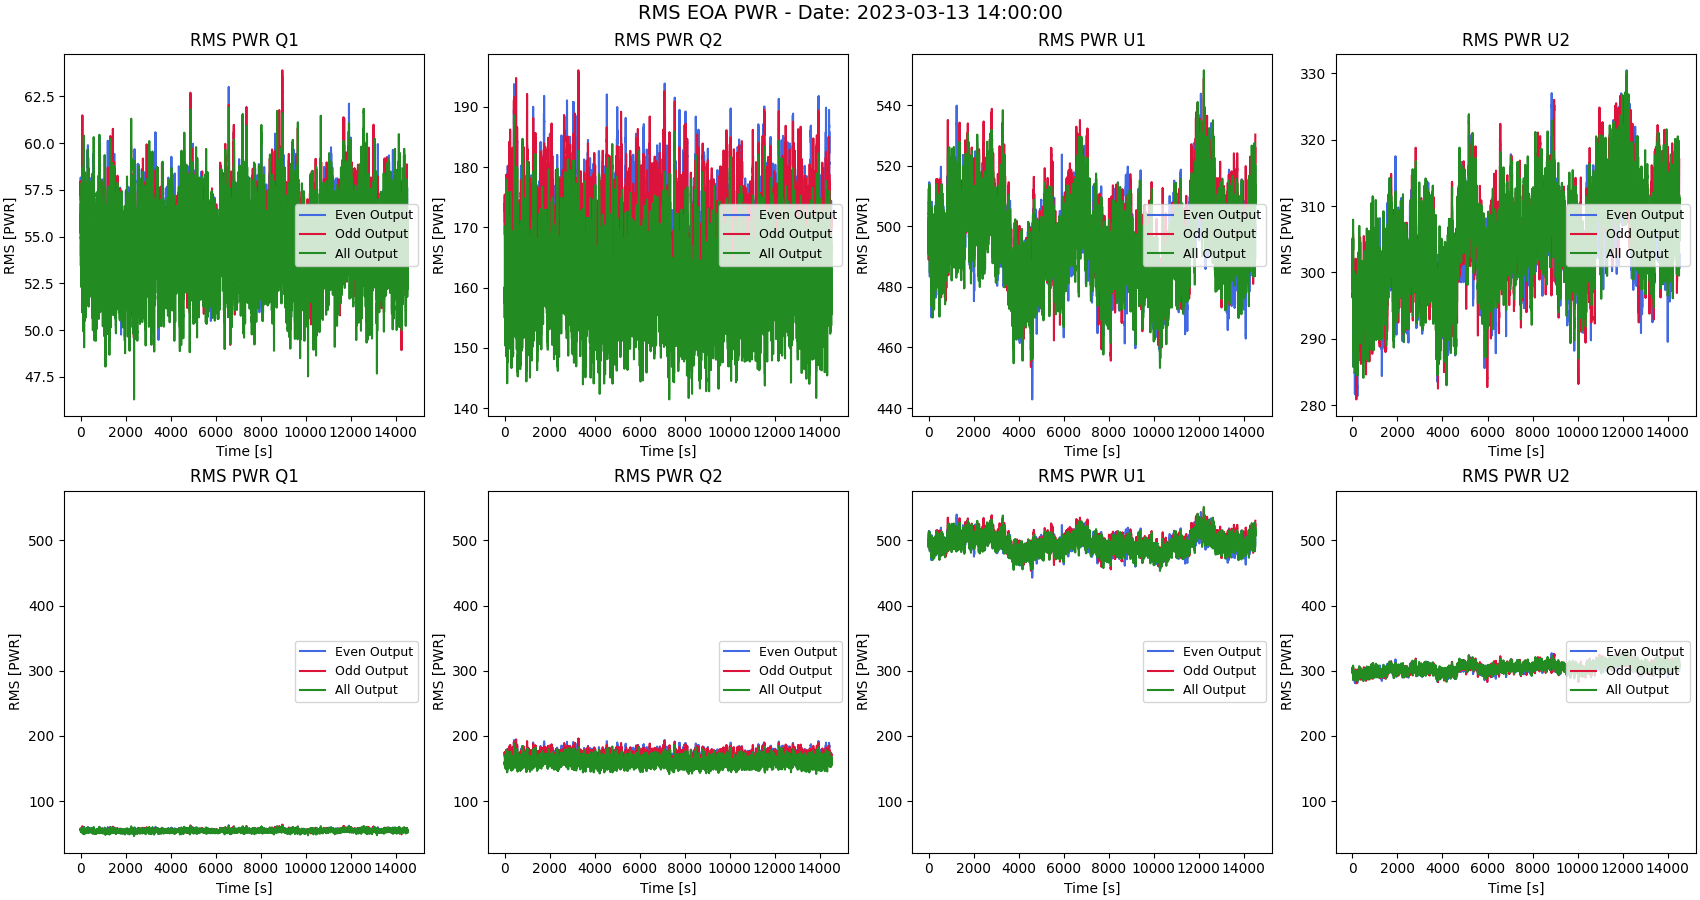 RMS EOA PWR - Date: 2023-03-13 14:00:00
RMS PWR Q1
RMS [PWR]
62.5
60.0
57.5
55.0
52.5
50.0
47.5
Even Output
Odd Output
All Output
0 2000 4000 6000 8000 10000 12000 14000
Time [s]
RMS PWR Q2
RMS [PWR]
190
180
170
160
150
140
Even Output
Odd Output
All Output
0 2000 4000 6000 8000 10000 12000 14000
Time [s]
RMS PWR U1
RMS [PWR]
540
520
500
480
460
440
Even Output
Odd Output
All Output
0 2000 4000 6000 8000 10000 12000 14000
Time [s]
RMS PWR U2
RMS [PWR]
330
320
310
300
290
280
Even Output
Odd Output
All Output
0 2000 4000 6000 8000 10000 12000 14000
Time [s]
RMS PWR Q1
RMS [PWR]
500
400
300
200
100
Even Output
Odd Output
All Output
0 2000 4000 6000 8000 10000 12000 14000
Time [s]
RMS PWR Q2
RMS [PWR]
500
400
300
200
100
Even Output
Odd Output
All Output
0 2000 4000 6000 8000 10000 12000 14000
Time [s]
RMS PWR U1
RMS [PWR]
500
400
300
200
100
Even Output
Odd Output
All Output
0 2000 4000 6000 8000 10000 12000 14000
Time [s]
RMS PWR U2
RMS [PWR]
500
400
300
200
100
Even Output
Odd Output
All Output
0 2000 4000 6000 8000 10000 12000 14000
Time [s]